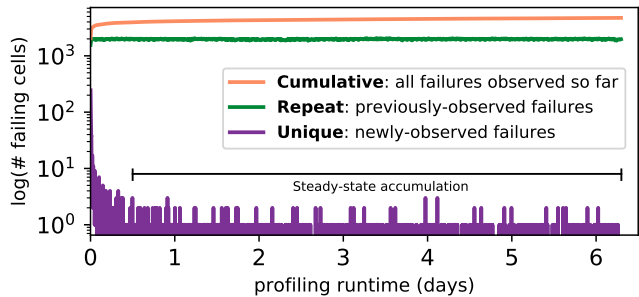 log(# failing cells)
10³
10²
10¹
10⁰
Cumulative: all failures observed so far
Repeat: previously-observed failures
Unique: newly-observed failures
Steady-state accumulation
0 1 2 3 4 5 6
profiling runtime (days)